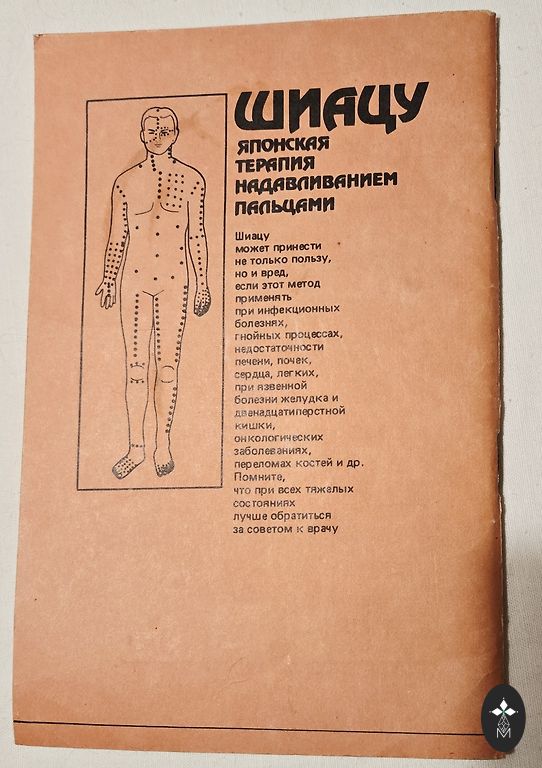 ШИАЦУ
ЯПОНСКАЯ
ТЕРАПИЯ
НАДАВЛИВАНИЕМ
ПАЛЬЦАМИ
Шиацу
может принести
не только пользу,
но и вред,
если этот метод
применять
при инфекционных
болезнях,
гнойных процессах,
недостаточности
печени, почек,
сердца, легких,
при язвенной
болезни желудка и
двенадцатиперстной
кишки,
онкологических
заболеваниях,
переломах костей и др.
Помните,
что при всех тяжелых
состояниях
лучше обратиться
за советом к врачу
M